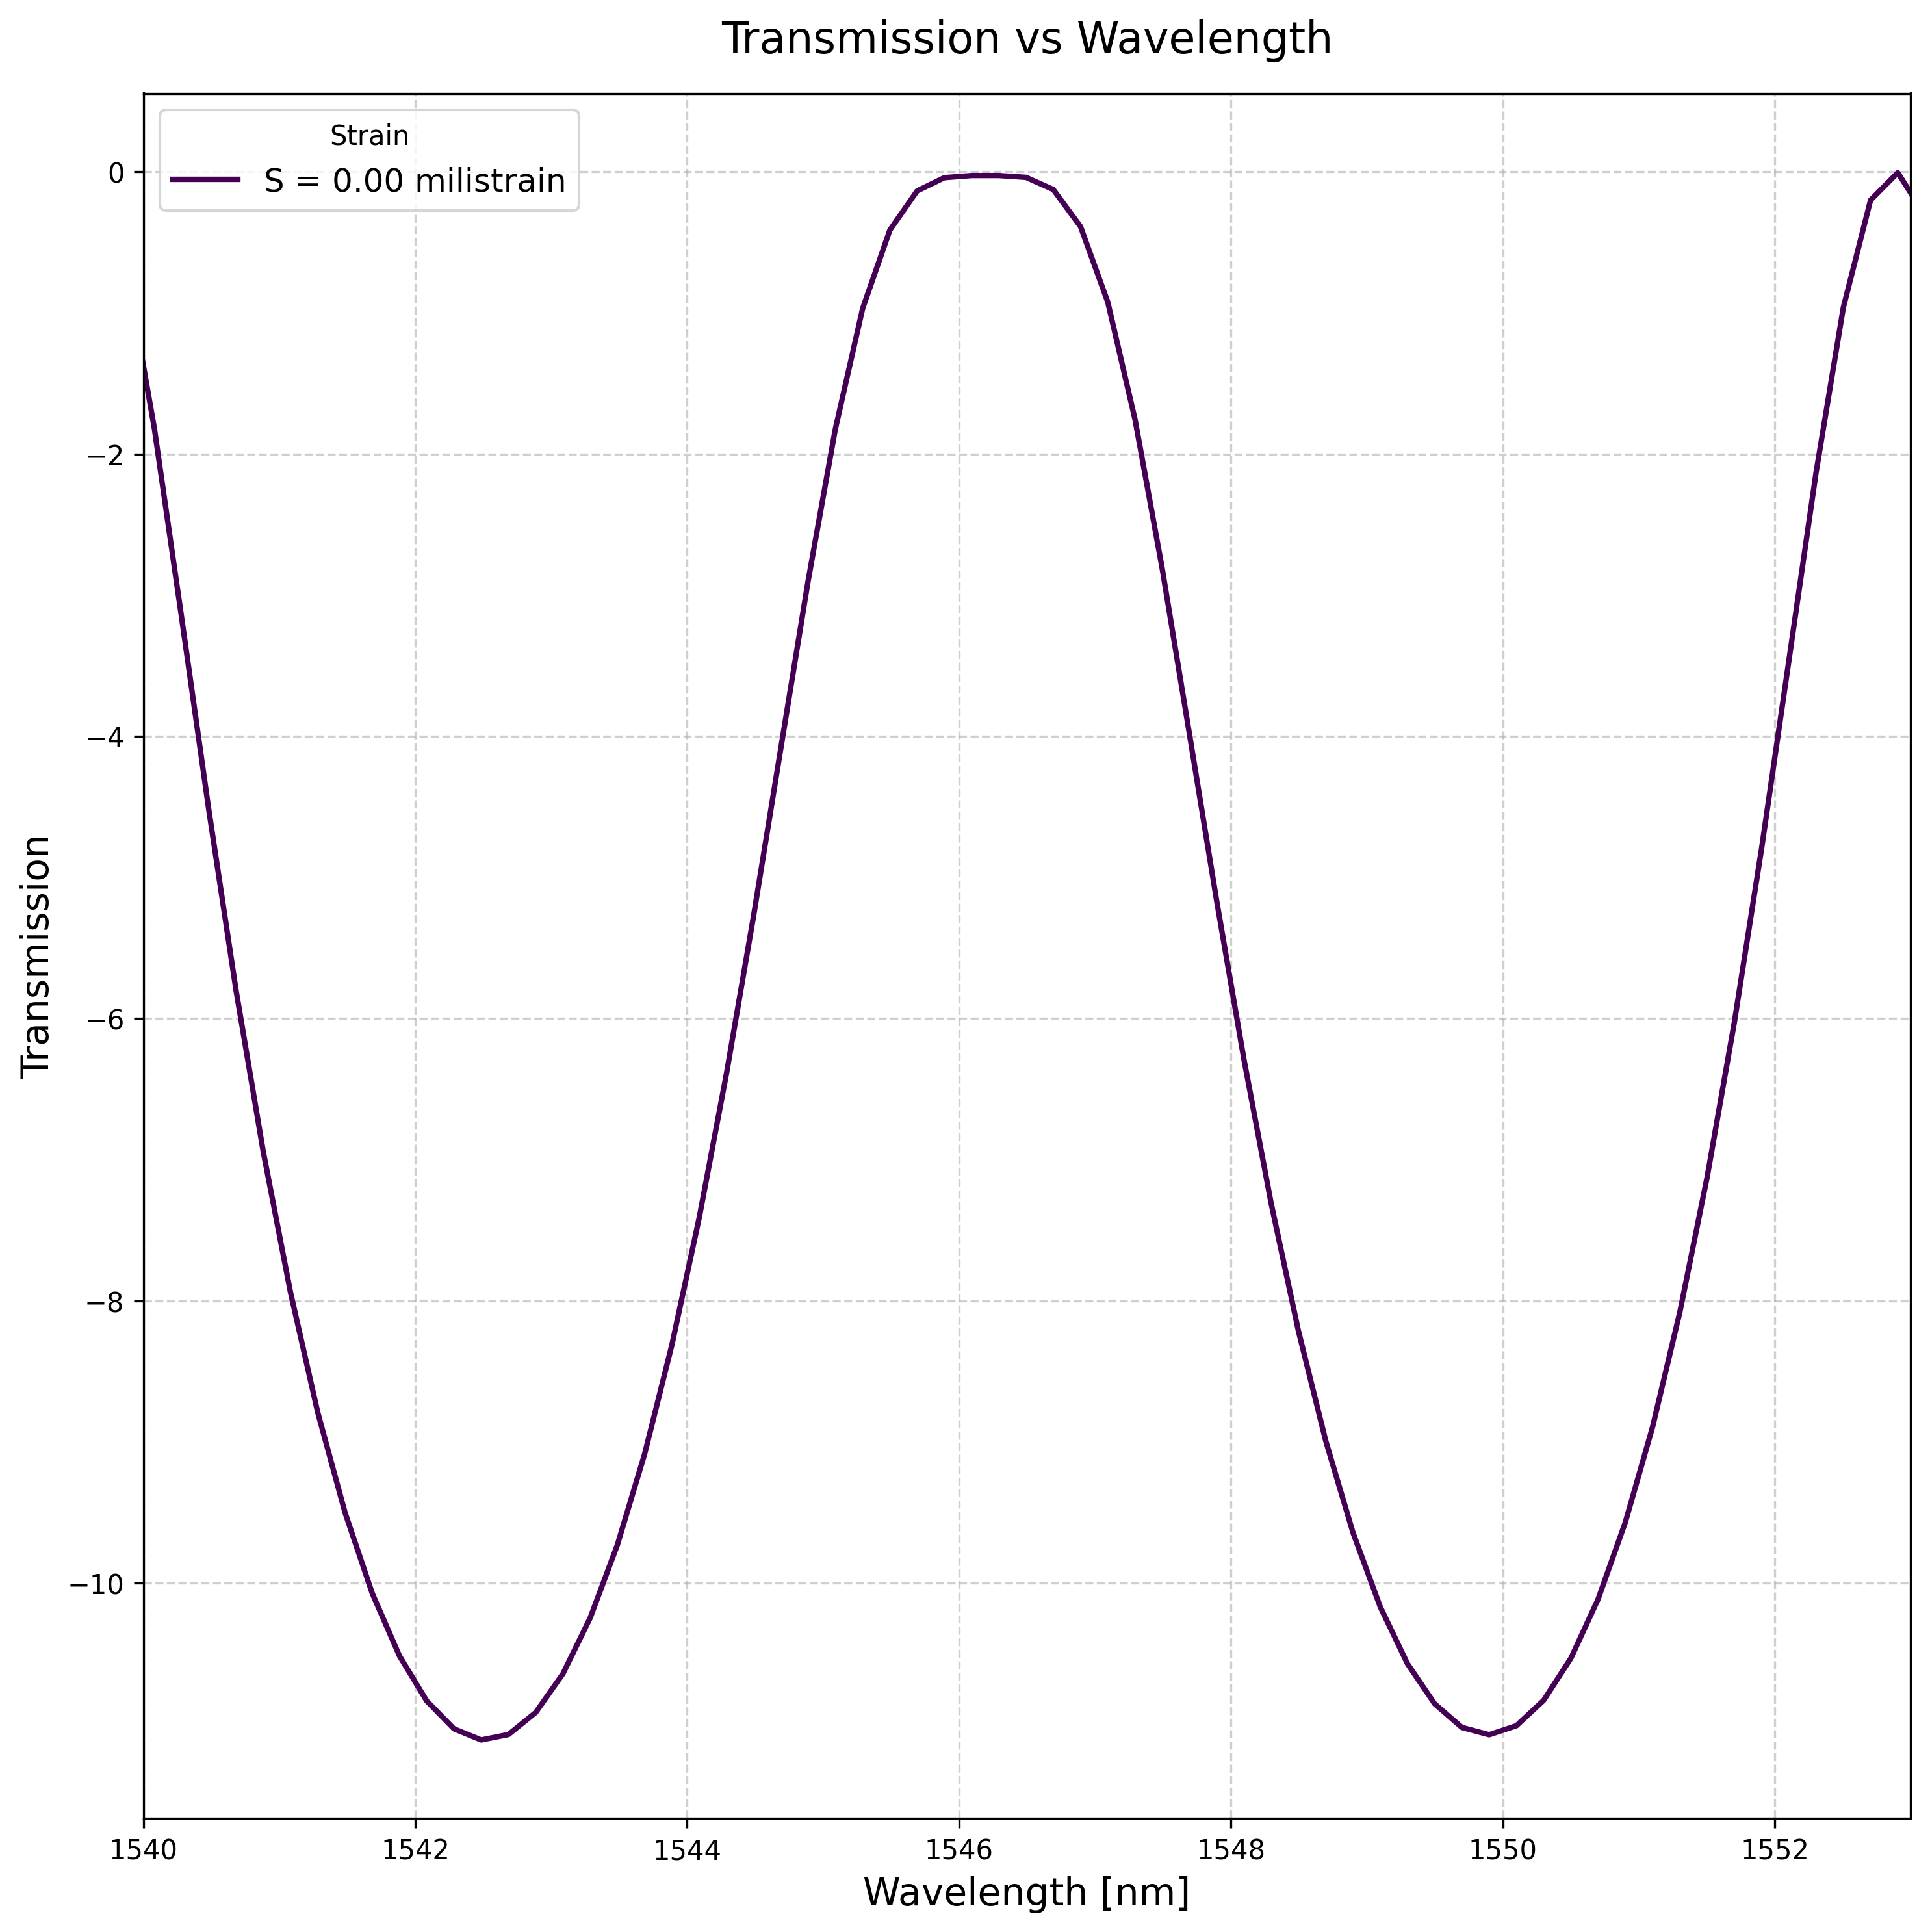 Transmission vs Wavelength
Strain
S = 0.00 milistrain
Transmission
0
−2
−4
−6
−8
−10
1540
1542
1544
1546
1548
1550
1552
Wavelength [nm]